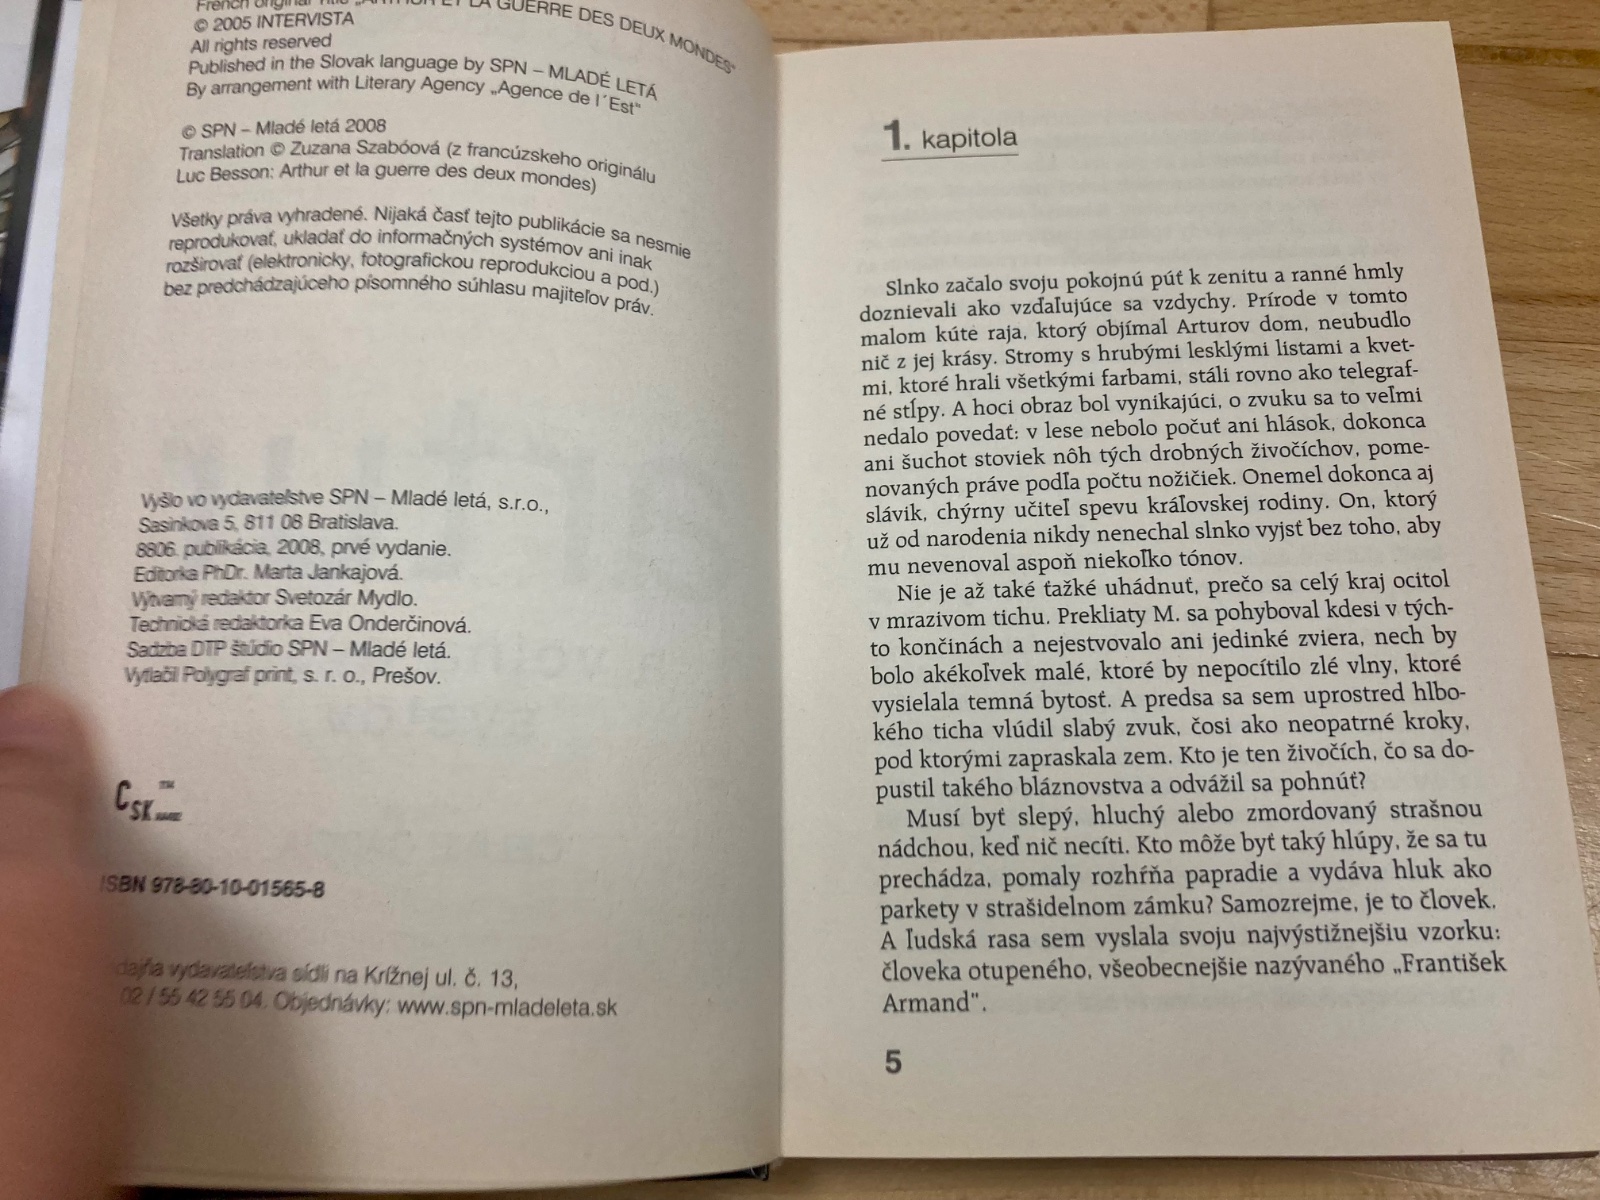 French original Title „ARTHUR ET LA GUERRE DES DEUX MONDES"
© 2005 INTERVISTA
All rights reserved
Published in the Slovak language by SPN – MLADÉ LETÁ
By arrangement with Literary Agency „Agence de l´Est"
© SPN – Mladé letá 2008
Translation © Zuzana Szabóová (z francúzskeho originálu
Luc Besson: Arthur et la guerre des deux mondes)
Všetky práva vyhradené. Nijaká časť tejto publikácie sa nesmie
reprodukovať, ukladať do informačných systémov ani inak
rozširovať (elektronicky, fotografickou reprodukciou a pod.)
bez predchádzajúceho písomného súhlasu majiteľov práv.
Vyšlo vo vydavateľstve SPN – Mladé letá, s.r.o.,
Sasinkova 5, 811 08 Bratislava.
8806. publikácia, 2008, prvé vydanie.
Editorka PhDr. Marta Jankajová.
Výtvarný redaktor Svetozár Mydlo.
Technická redaktorka Eva Onderčinová.
Sadzba DTP štúdio SPN – Mladé letá.
Vytlačil Polygraf print, s. r. o., Prešov.
CSK
ISBN 978-80-10-01565-8
vydavateľstva sídli na Krížnej ul. č. 13,
02 / 55 42 55 04. Objednávky: www.spn-mladeleta.sk
1. kapitola
Slnko začalo svoju pokojnú púť k zenitu a ranné hmly
doznievali ako vzďaľujúce sa vzdychy. Prírode v tomto
malom kúte raja, ktorý objímal Arturov dom, neubudlo
nič z jej krásy. Stromy s hrubými lesklými listami a kvet-
mi, ktoré hrali všetkými farbami, stáli rovno ako telegraf-
né stĺpy. A hoci obraz bol vynikajúci, o zvuku sa to veľmi
nedalo povedať: v lese nebolo počuť ani hlások, dokonca
ani šuchot stoviek nôh tých drobných živočíchov, pome-
novaných práve podľa počtu nožičiek. Onemel dokonca aj
slávik, chýrny učiteľ spevu kráľovskej rodiny. On, ktorý
už od narodenia nikdy nenechal slnko vyjsť bez toho, aby
mu nevenoval aspoň niekoľko tónov.
Nie je až také ťažké uhádnuť, prečo sa celý kraj ocitol
v mrazivom tichu. Prekliaty M. sa pohyboval kdesi v tých-
to končinách a nejestvovalo ani jedinké zviera, nech by
bolo akékoľvek malé, ktoré by nepocítilo zlé vlny, ktoré
vysielala temná bytosť. A predsa sa sem uprostred hlbo-
kého ticha vlúdil slabý zvuk, čosi ako neopatrné kroky,
pod ktorými zapraskala zem. Kto je ten živočích, čo sa do-
pustil takého bláznovstva a odvážil sa pohnúť?
Musí byť slepý, hluchý alebo zmordovaný strašnou
nádchou, keď nič necíti. Kto môže byť taký hlúpy, že sa tu
prechádza, pomaly rozhŕňa papradie a vydáva hluk ako
parkety v strašidelnom zámku? Samozrejme, je to človek.
A ľudská rasa sem vyslala svoju najvýstižnejšiu vzorku:
človeka otupeného, všeobecnejšie nazývaného „František
Armand".
5